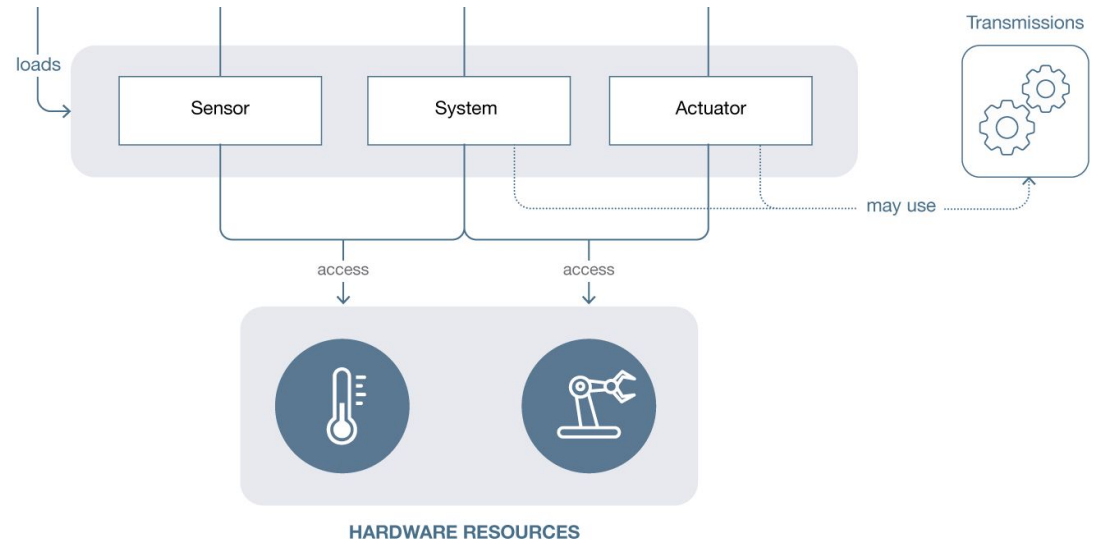 Transmissions
loads
Sensor
System
Actuator
may use
access
access
HARDWARE RESOURCES